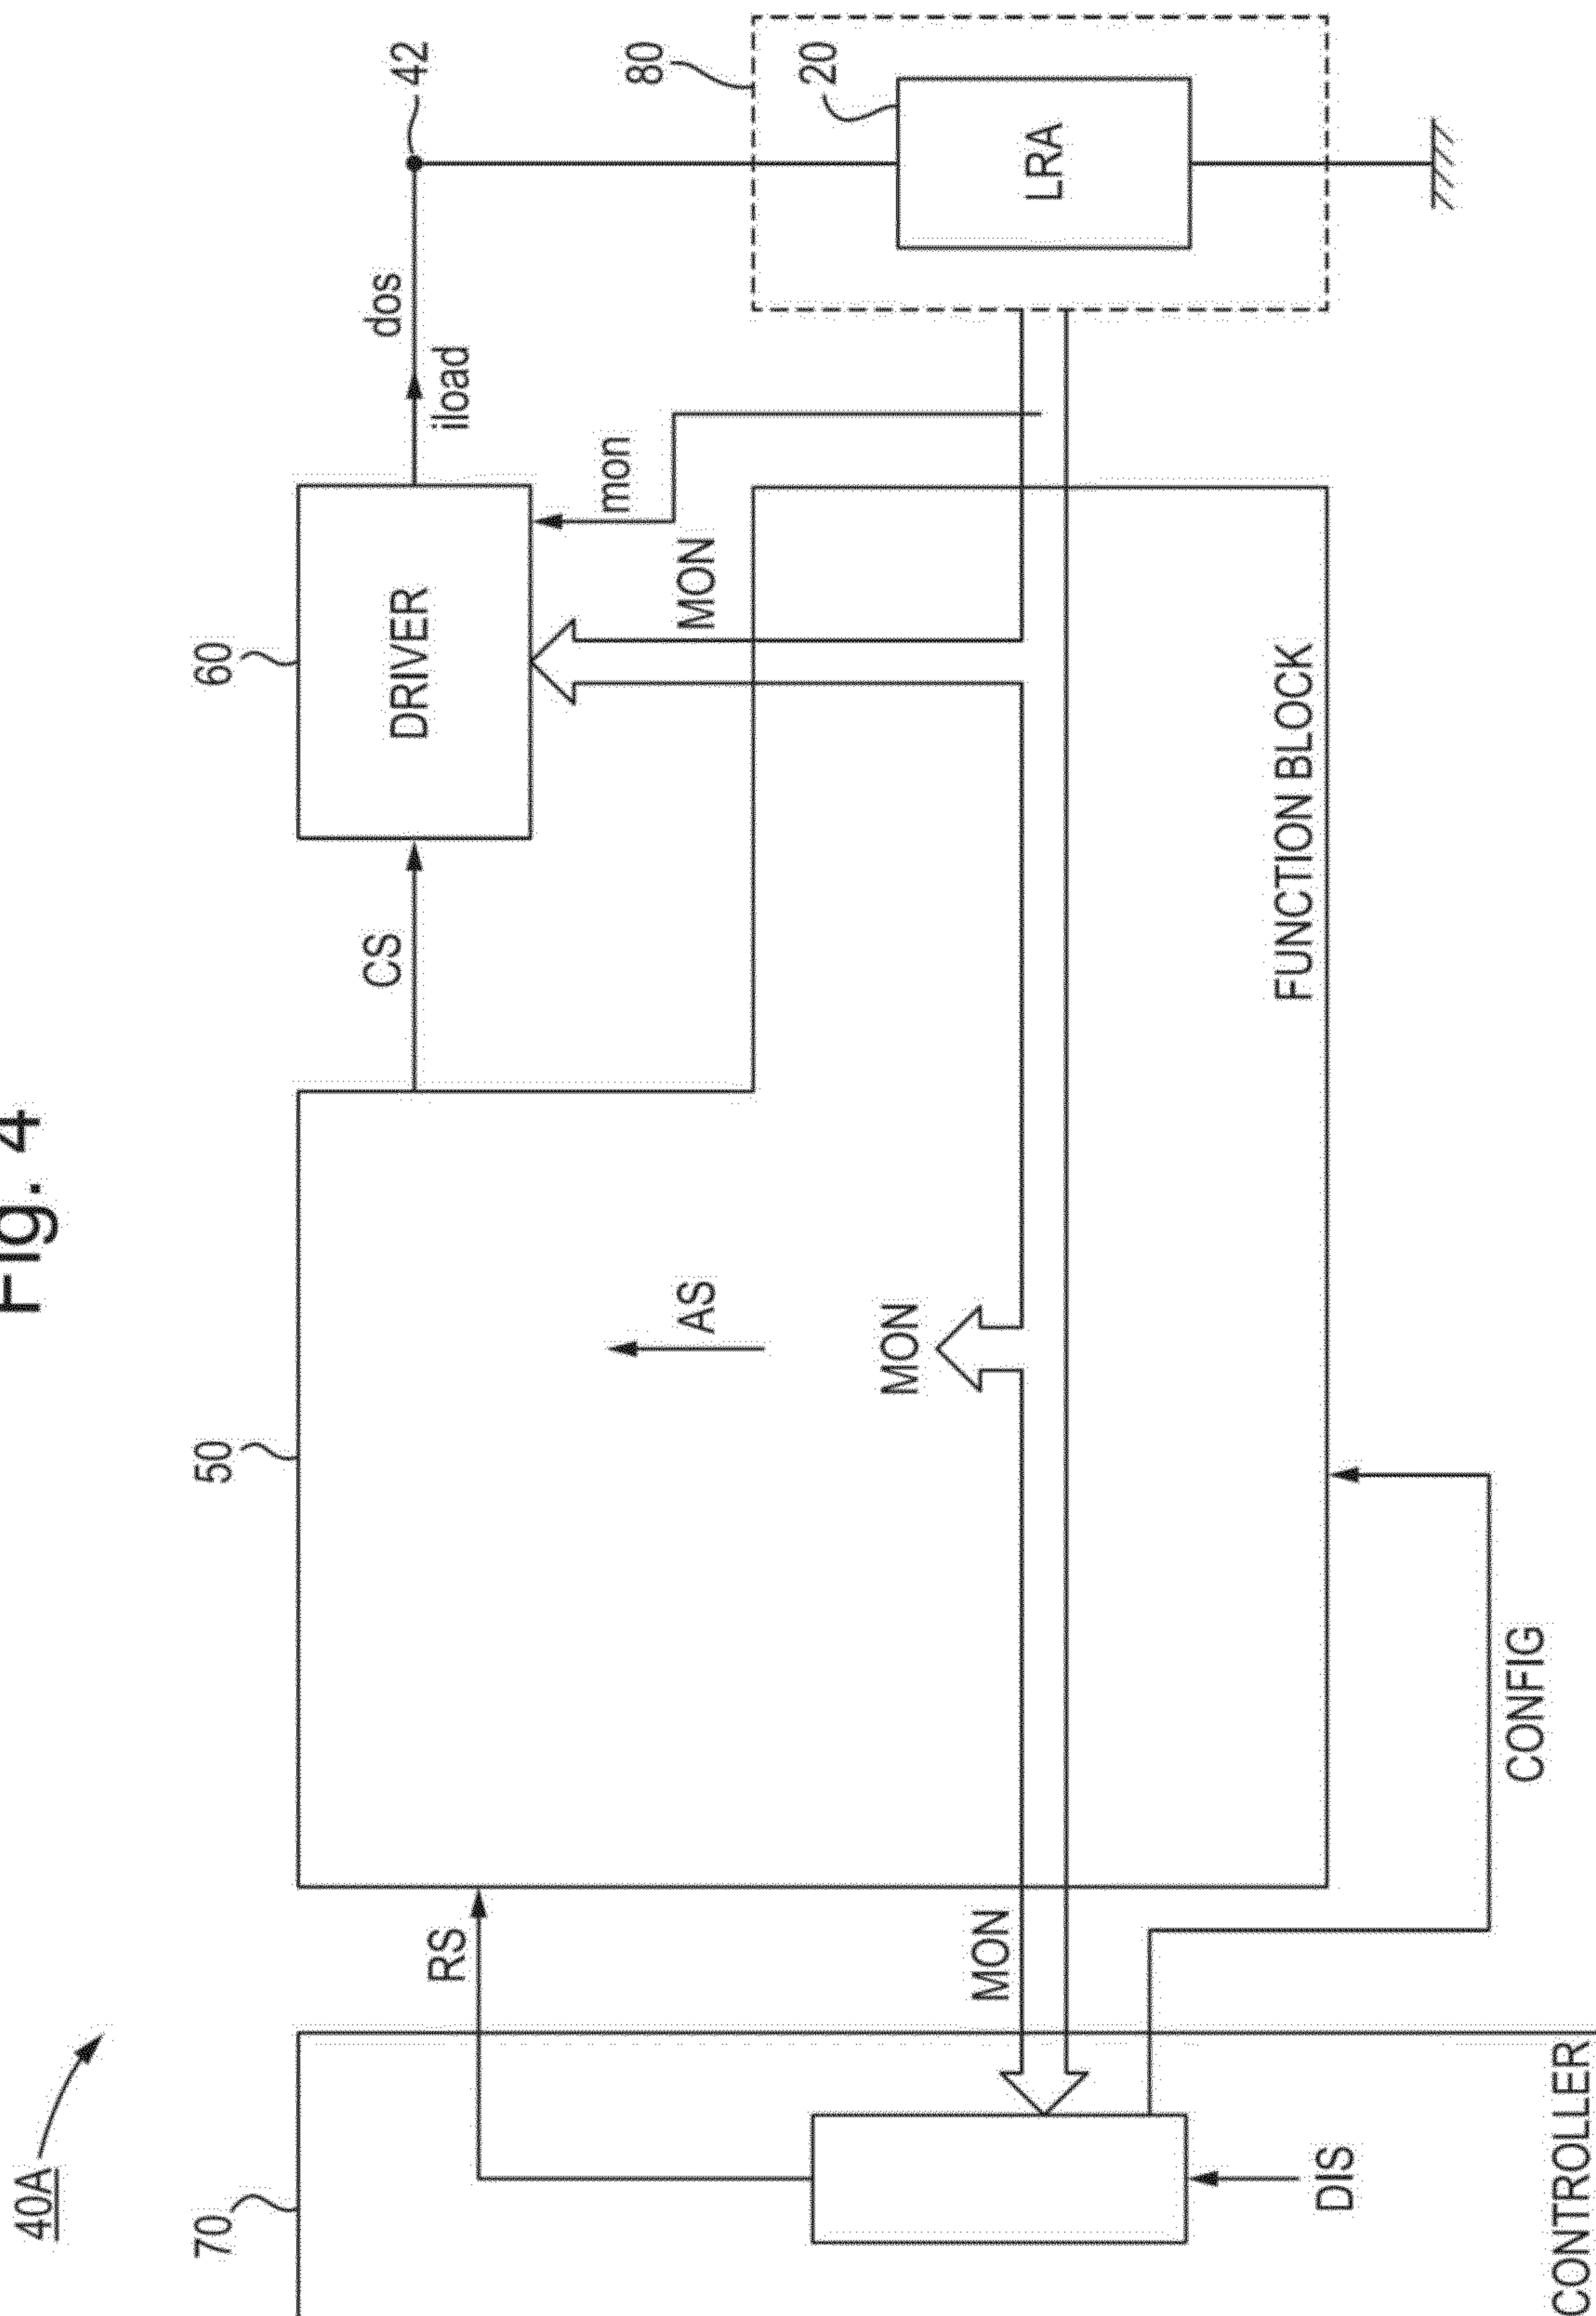 Fig. 4
40A
70
50
60
42
80
20
RS
CS
dos
iload
mon
MON
AS
MON
MON
LRA
DRIVER
FUNCTION BLOCK
DIS
CONFIG
CONTROLLER